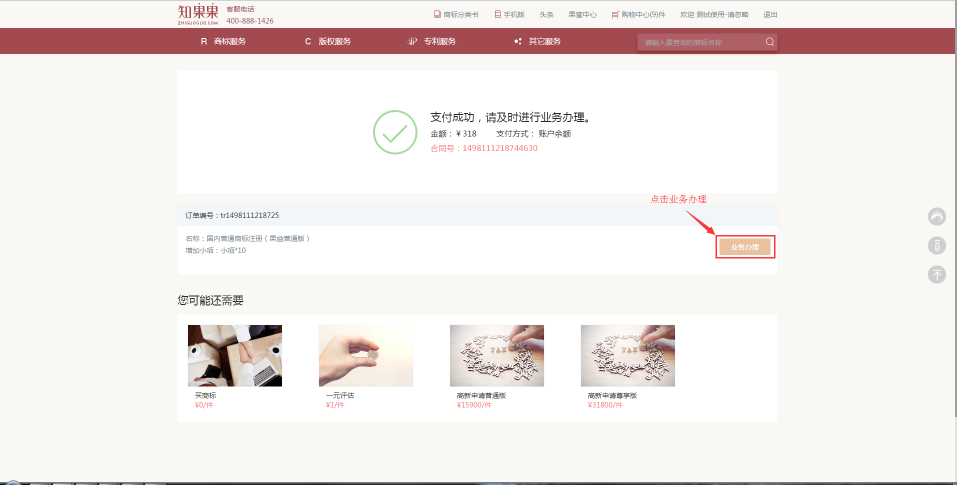 知果果
ZHIGUOGUO.COM
客服电话
400-888-1426
商标分类书 手机版 头条 果蜜中心 购物中心(9)件 欢迎 测试使用-请忽略 退出
R 商标服务 C 版权服务 专利服务 其它服务 请输入要查询的商标名称
支付成功，请及时进行业务办理。
金额：￥318 支付方式： 账户余额
合同号：1498111218744630
点击业务办理
订单编号：tr1498111218725
名称：国内普通商标注册（果益普通版）
增加小项：小项*10
业务办理
您可能还需要
TAX TAX
买商标 一元评估 高新申请普通版 高新申请尊享版
¥0/件 ¥1/件 ¥15900/件 ¥31800/件